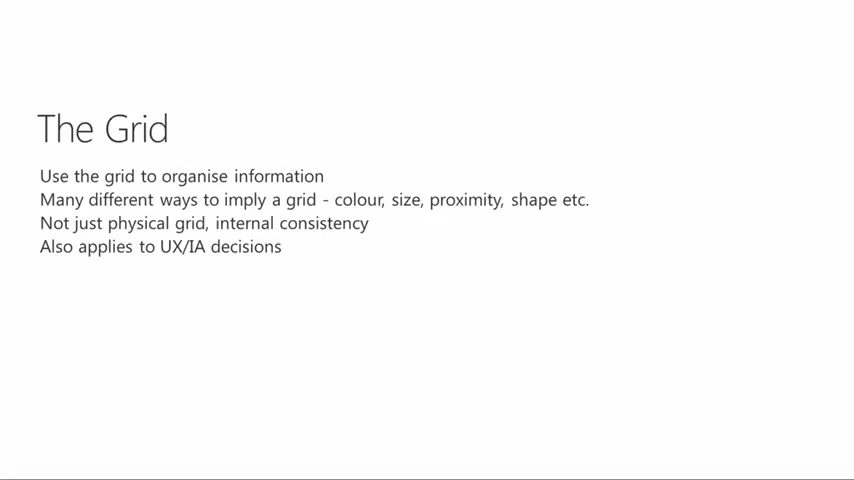 The Grid
Use the grid to organise information
Many different ways to imply a grid - colour, size, proximity, shape etc.
Not just physical grid, internal consistency
Also applies to UX/IA decisions